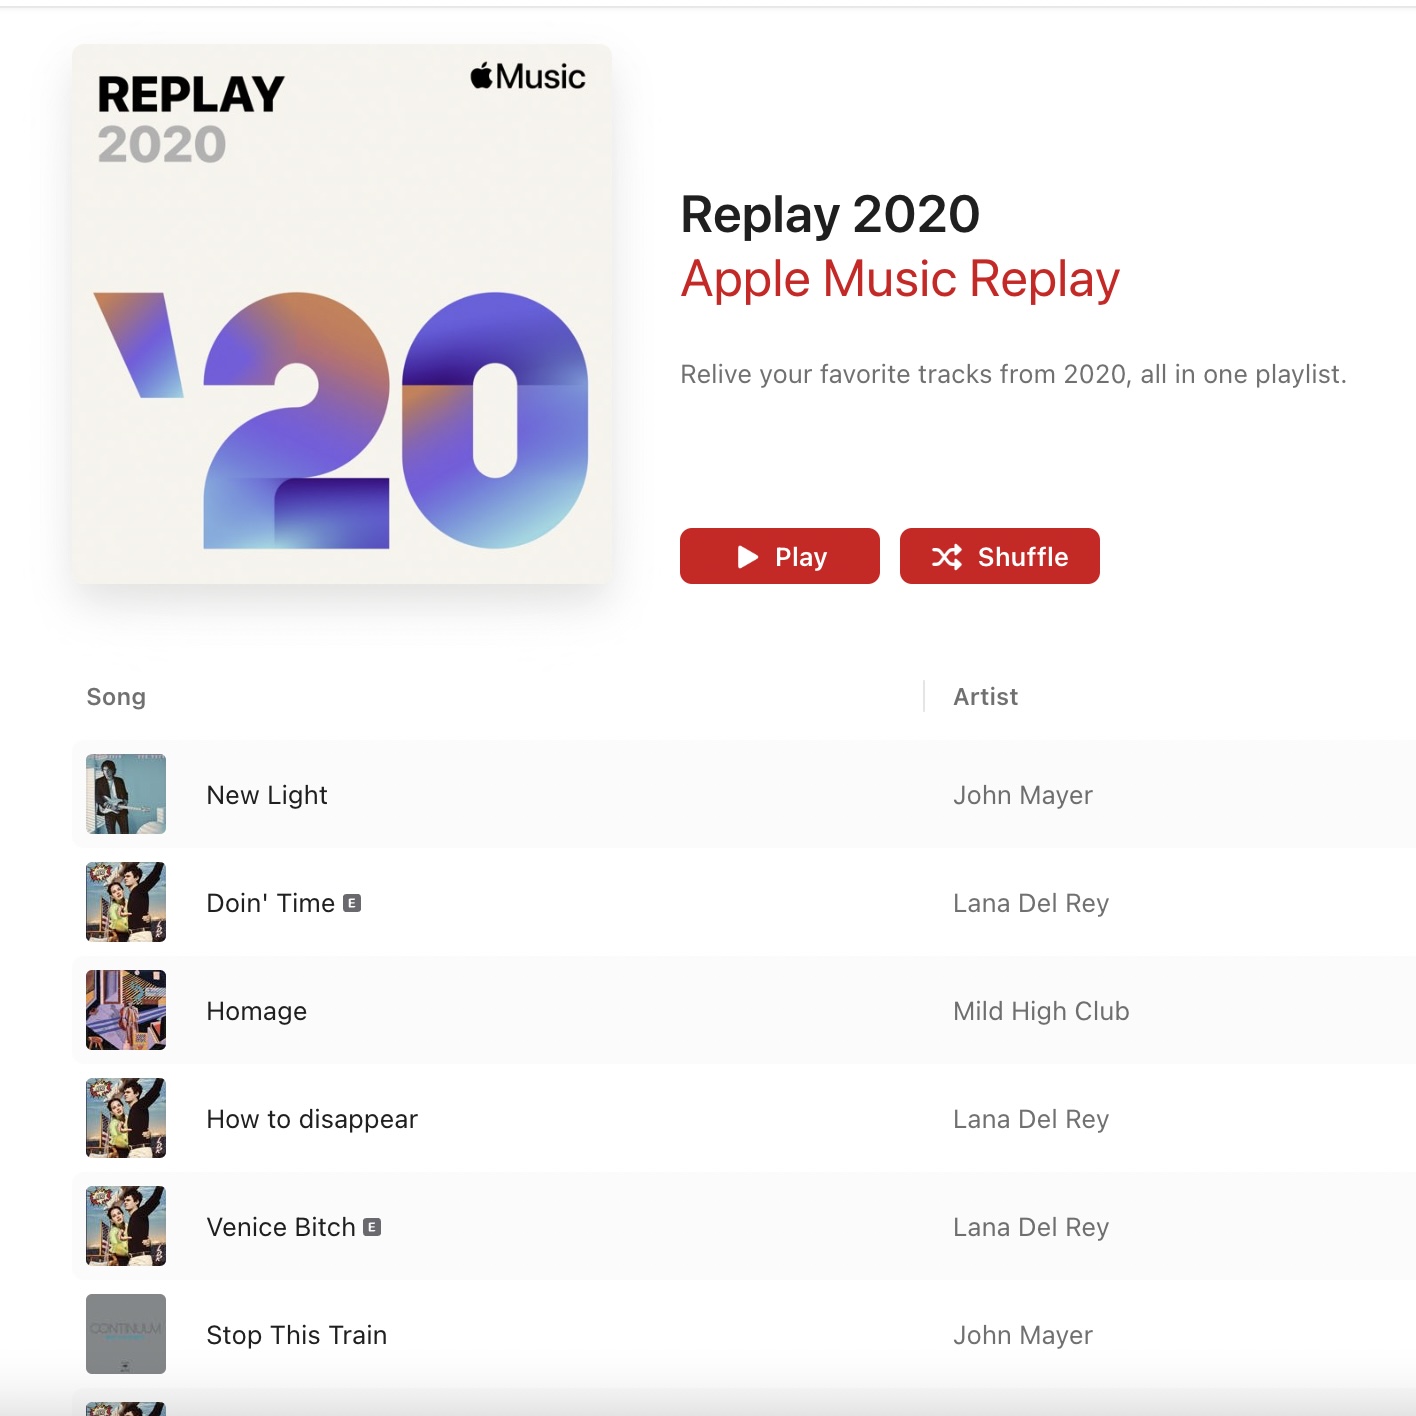 REPLAY
2020
Music
'20
Replay 2020
Apple Music Replay
Relive your favorite tracks from 2020, all in one playlist.
Play
Shuffle
Song
Artist
New Light
John Mayer
Doin' Time E
Lana Del Rey
Homage
Mild High Club
How to disappear
Lana Del Rey
Venice Bitch E
Lana Del Rey
CONTINUUM
Stop This Train
John Mayer